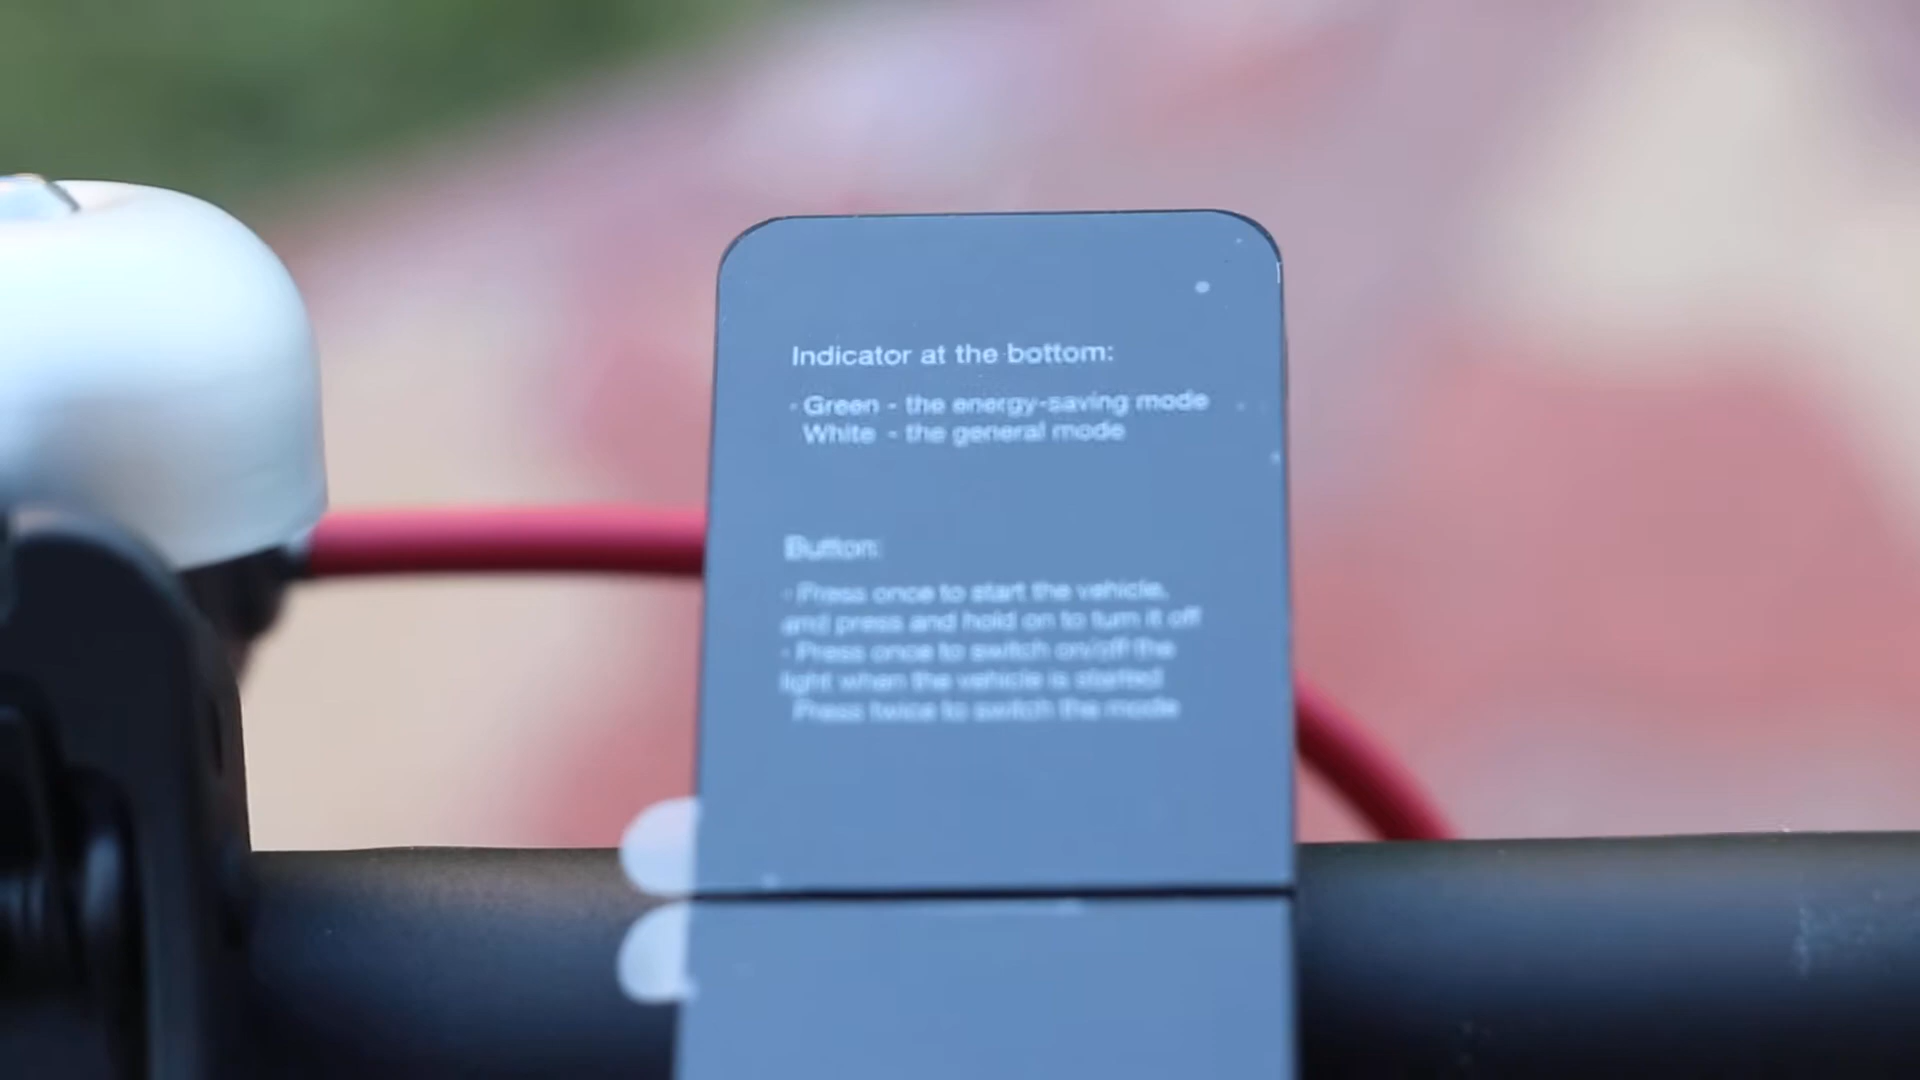 Indicator at the bottom:
- Green - the energy-saving mode
White - the general mode
Button:
- Press once to start the vehicle,
and press and hold on to turn it off
- Press once to switch on/off the
light when the vehicle is started
Press twice to switch the mode